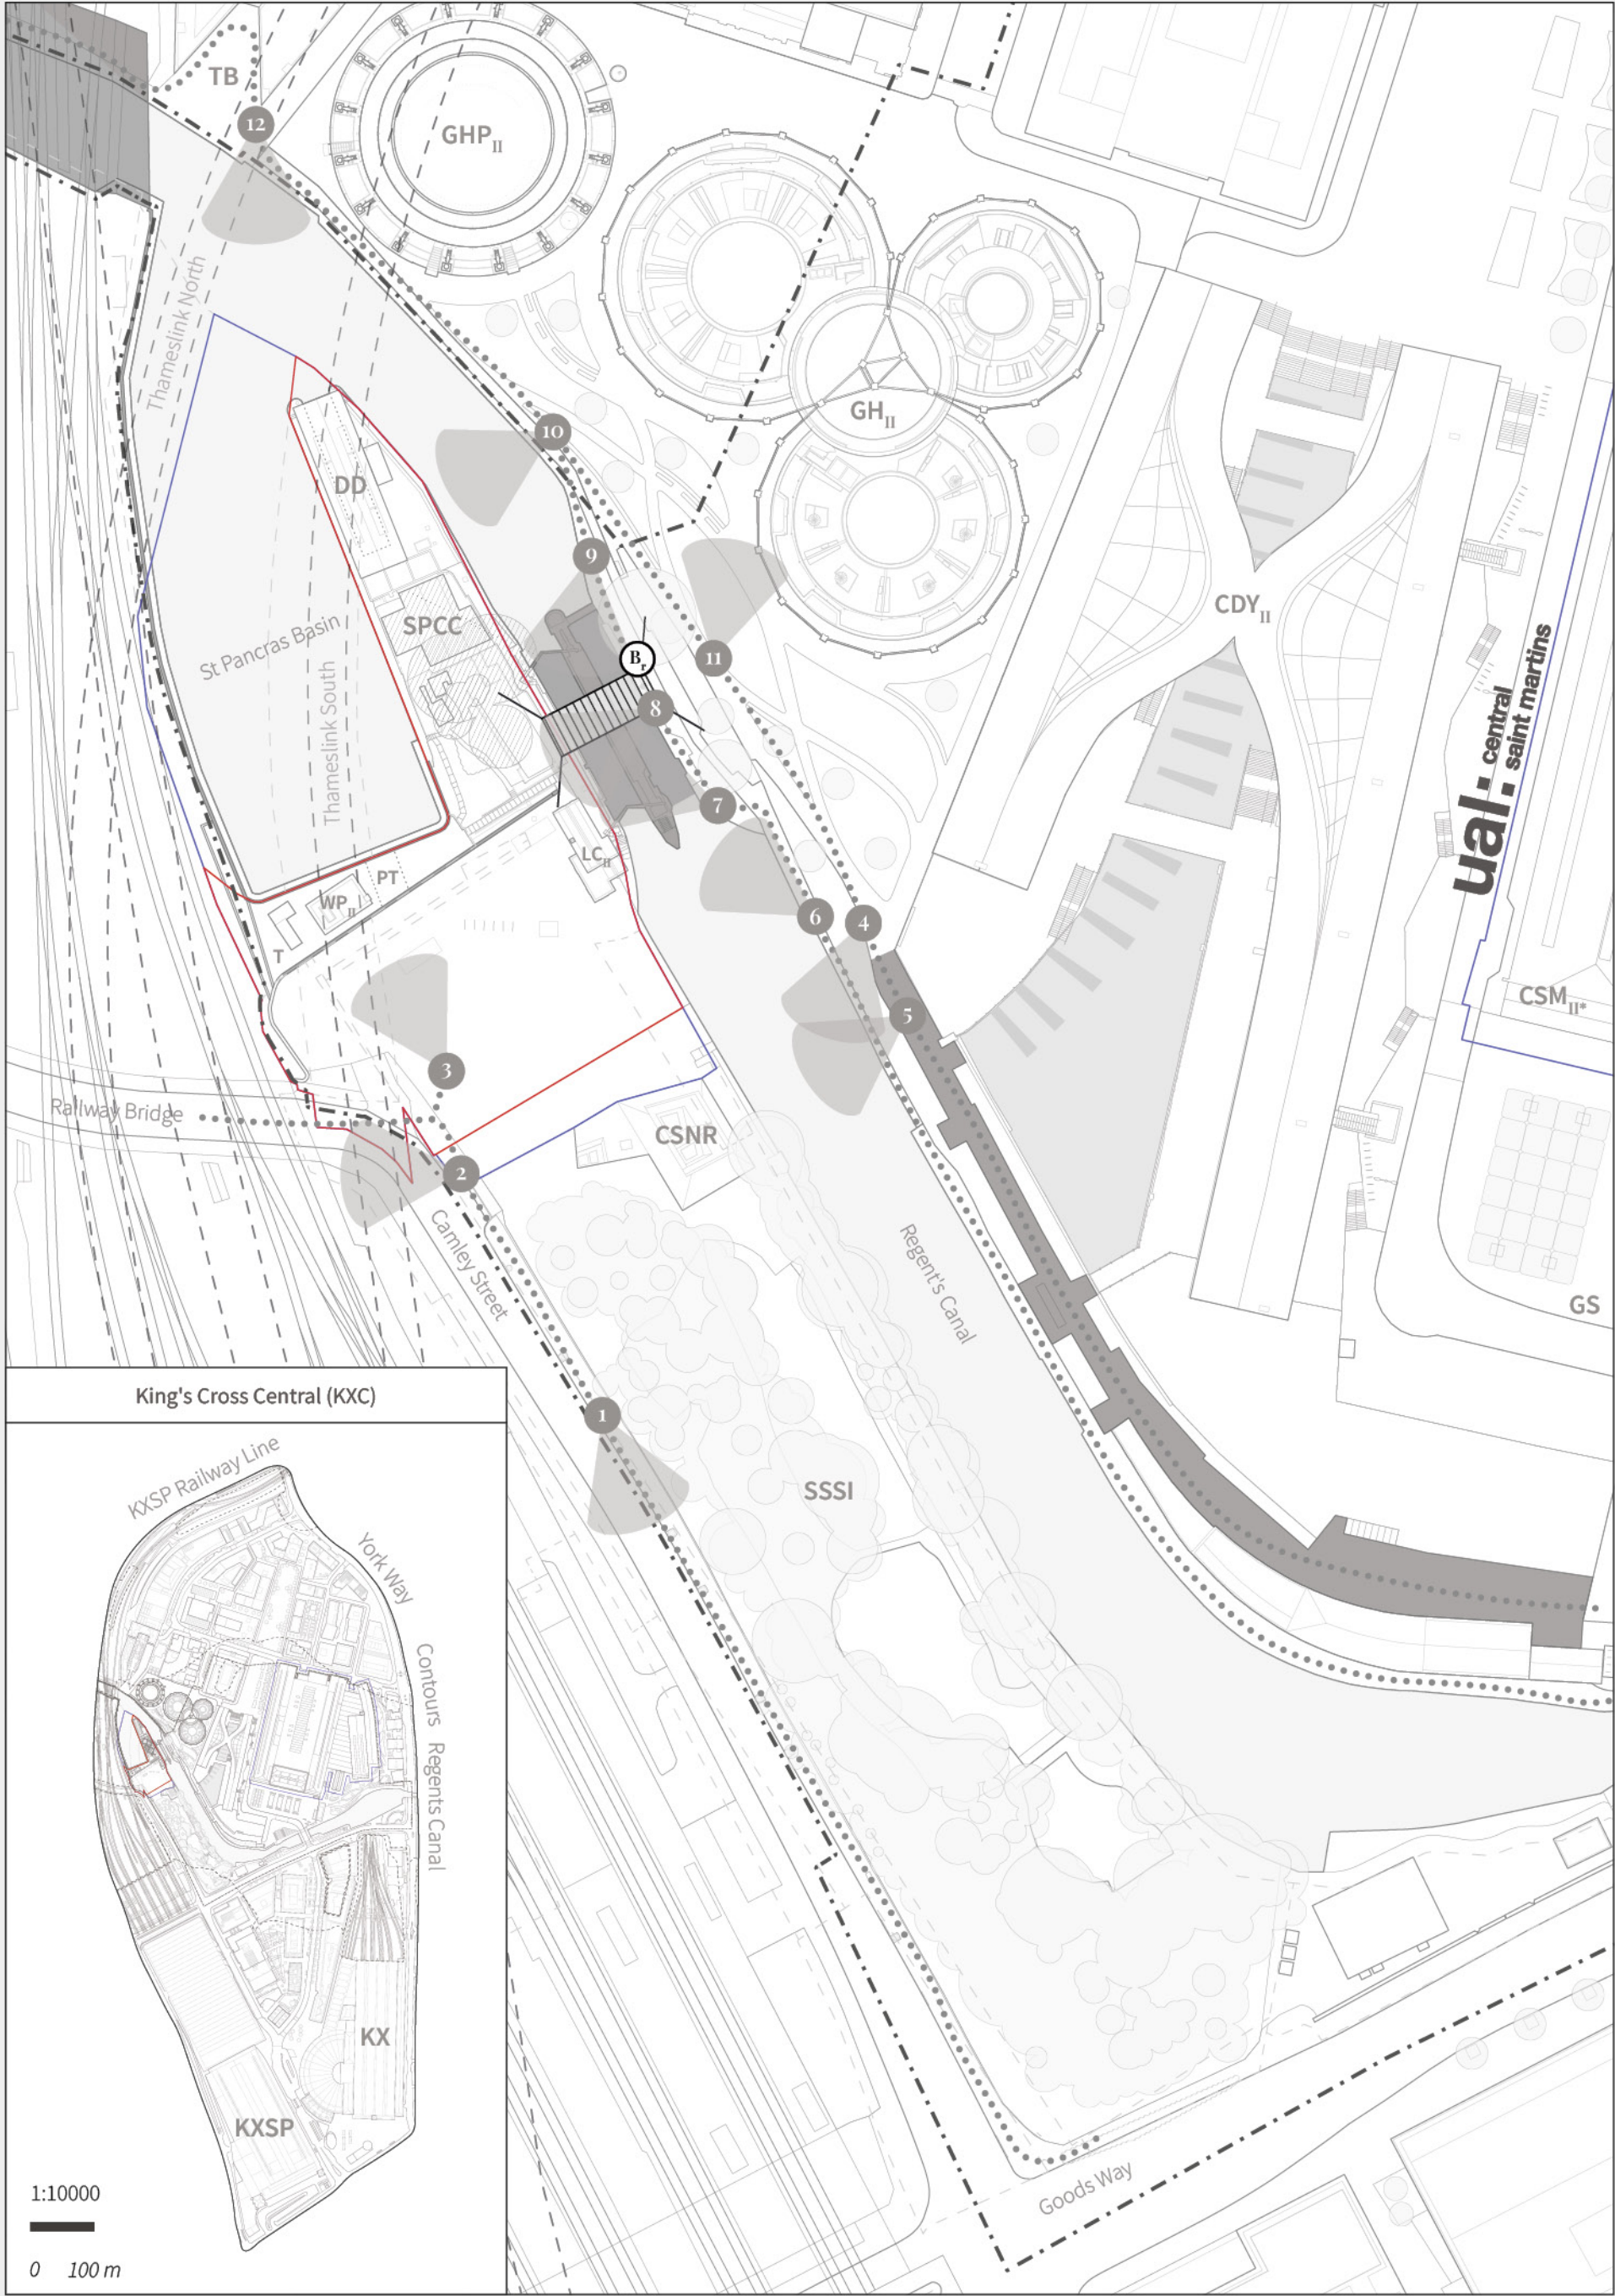 TB
12
GHP II
Thameslink North
10
GH II
DD
9
CDY II
SPCC
St Pancras Basin
Br
11
8
Thameslink South
ual: central
saint martins
7
LC II
PT
WP II
6
4
T
CSM II*
5
3
Railway Bridge
CSNR
2
Camley Street
Regent's Canal
GS
1
SSSI
Goods Way
King's Cross Central (KXC)
KXSP Railway Line
York Way
Contours Regents Canal
KX
KXSP
1:10000
0 100 m